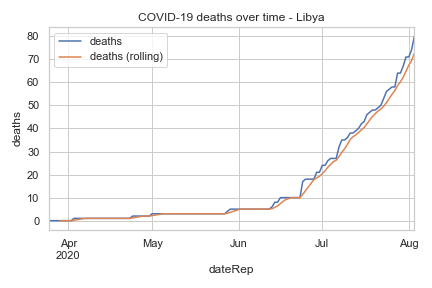 COVID-19 deaths over time - Libya
deaths
deaths (rolling)
deaths
80
70
60
50
40
30
20
10
0
Apr
2020
May
Jun
Jul
Aug
dateRep